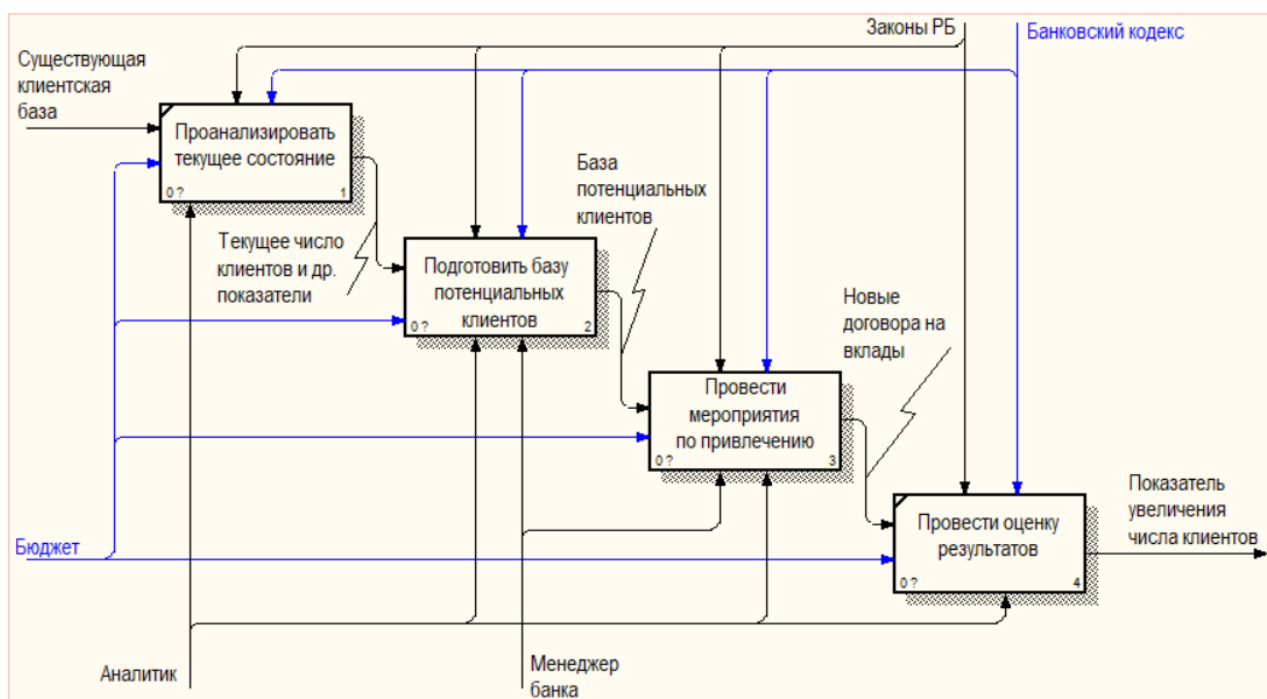 Законы РБ
Банковский кодекс
Существующая
клиентская
база
Проанализировать
текущее состояние
0 ?
1
База
потенциальных
клиентов
Текущее число
клиентов и др.
показатели
Подготовить базу
потенциальных
клиентов
0 ?
2
Новые
договора на
вклады
Провести
мероприятия
по привлечению
0 ?
3
Показатель
увеличения
числа клиентов
Провести оценку
результатов
0 ?
4
Бюджет
Аналитик
Менеджер
банка